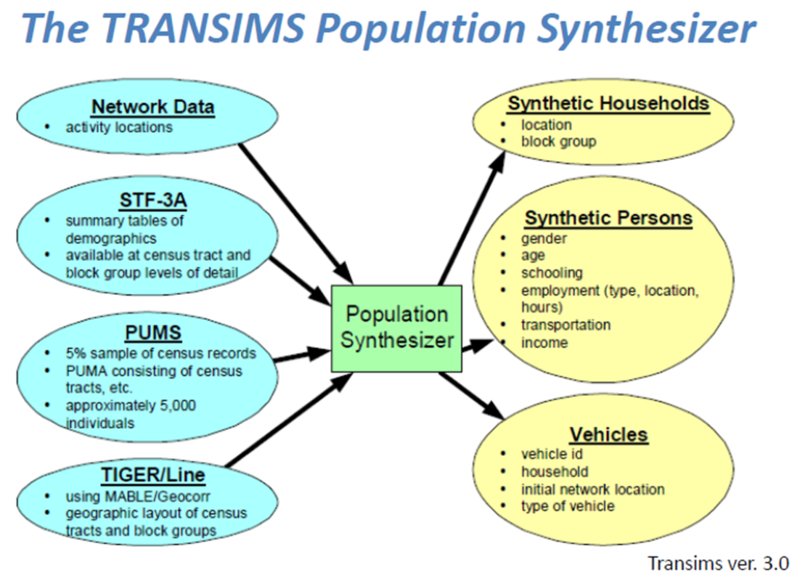 The TRANSIMS Population Synthesizer
Network Data
• activity locations
STF-3A
• summary tables of
demographics
• available at census tract and
block group levels of detail
PUMS
• 5% sample of census records
• PUMA consisting of census
tracts, etc.
• approximately 5,000
individuals
TIGER/Line
• using MABLE/Geocorr
• geographic layout of census
tracts and block groups
Population
Synthesizer
Synthetic Households
• location
• block group
Synthetic Persons
• gender
• age
• schooling
• employment (type, location,
hours)
• transportation
• income
Vehicles
• vehicle id
• household
• initial network location
• type of vehicle
Transims ver. 3.0